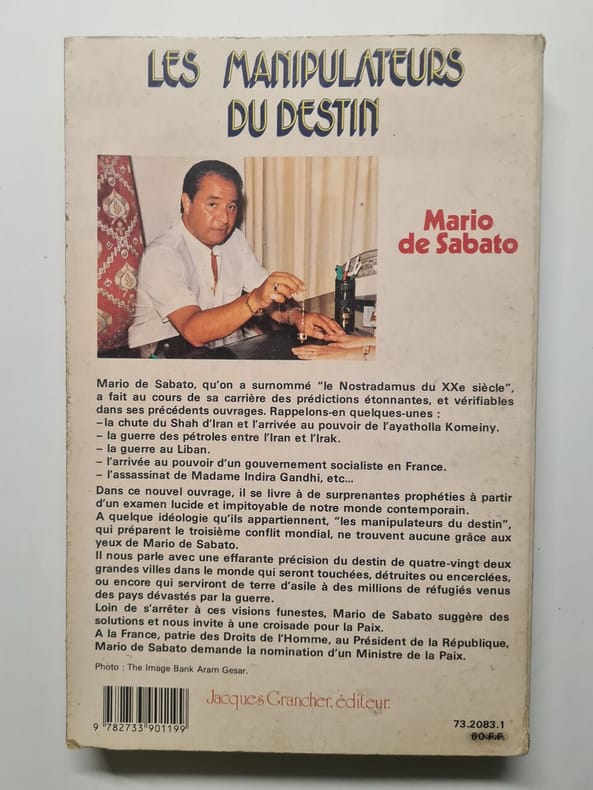 LES MANIPULATEURS
DU DESTIN
Mario
de Sabato
Mario de Sabato, qu'on a surnommé "le Nostradamus du XXe siècle",
a fait au cours de sa carrière des prédictions étonnantes, et vérifiables
dans ses précédents ouvrages. Rappelons-en quelques-unes :
– la chute du Shah d'Iran et l'arrivée au pouvoir de l'ayatholla Komeiny.
– la guerre des pétroles entre l'Iran et l'Irak.
– la guerre au Liban.
– l'arrivée au pouvoir d'un gouvernement socialiste en France.
– l'assassinat de Madame Indira Gandhi, etc...
Dans ce nouvel ouvrage, il se livre à de surprenantes prophéties à partir
d'un examen lucide et impitoyable de notre monde contemporain.
A quelque idéologie qu'ils appartiennent, "les manipulateurs du destin",
qui préparent le troisième conflit mondial, ne trouvent aucune grâce aux
yeux de Mario de Sabato.
Il nous parle avec une effarante précision du destin de quatre-vingt deux
grandes villes dans le monde qui seront touchées, détruites ou encerclées,
ou encore qui serviront de terre d'asile à des millions de réfugiés venus
des pays dévastés par la guerre.
Loin de s'arrêter à ces visions funestes, Mario de Sabato suggère des
solutions et nous invite à une croisade pour la Paix.
A la France, patrie des Droits de l'Homme, au Président de la République,
Mario de Sabato demande la nomination d'un Ministre de la Paix.
Photo : The Image Bank Aram Gesar.
Jacques Grancher, éditeur.
9 782733 901199
73.2083.1
60 F.F.